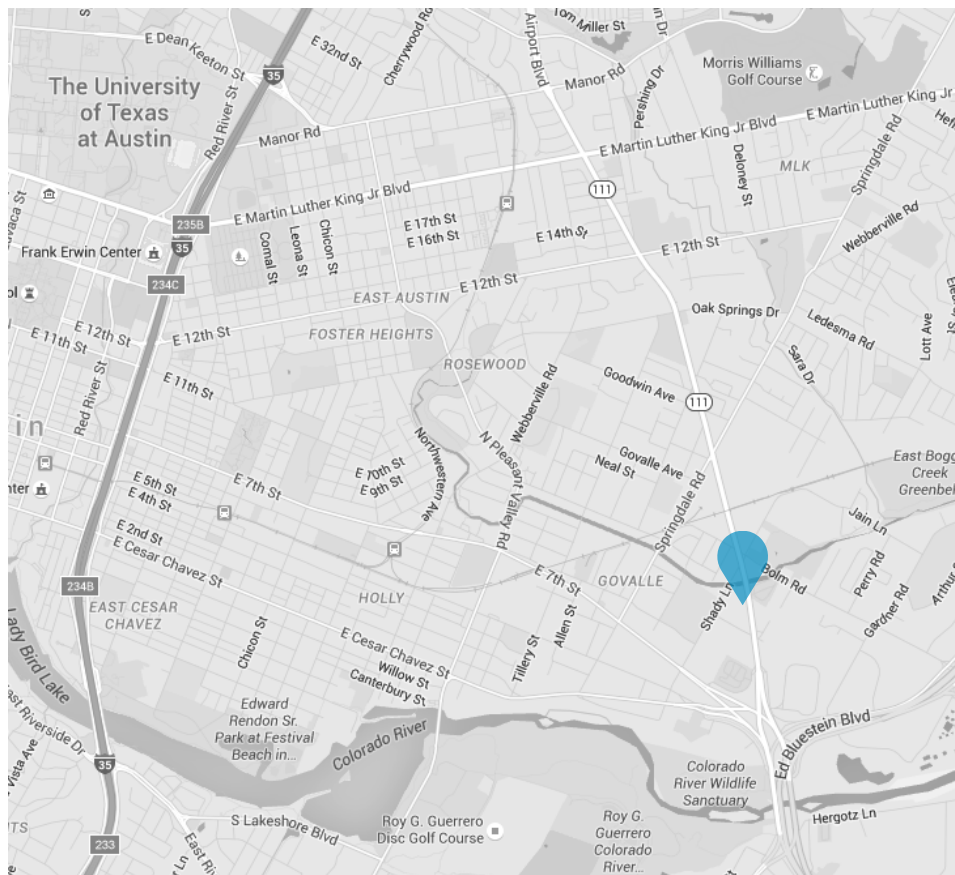 E 32nd St
Cherrywood Rd
Airport Blvd
Tom Miller St
E Dean
Keeton St
35
Manor Rd
Pershing Dr
Morris Williams
Golf Course
The University
of Texas
at Austin
Red River St
Manor Rd
E Martin Luther King Jr Blvd
E Martin Luther King Jr
Springdale Rd
Deloney St
MLK
111
E Martin Luther King Jr Blvd
235B
35
Frank Erwin Center
E 17th St
E 16th St
Chicon St
Leona St
Comal St
E 14th St
E 12th St
Webberville Rd
234C
E 12th St
EAST AUSTIN
FOSTER HEIGHTS
Oak Springs Dr
Ledesma Rd
Lott Ave
E 12th St
E 11th St
E 12th St
Red River St
E 11th St
ROSEWOOD
Sara Dr
Goodwin Ave
111
Webberville Rd
N Pleasant Valley Rd
Northwestern Ave
Govalle Ave
Neal St
East Bogg
Creek
Greenbel
in
E 10th St
E 9th St
E 7th St
E 5th St
E 4th St
E 2nd St
E Cesar Chavez St
Springdale Rd
Jain Ln
Bolm Rd
Perry Rd
Gardner Rd
Shady Ln
E 7th St
GOVALLE
234B
EAST CESAR
CHAVEZ
HOLLY
Chicon St
E Cesar Chavez St
Willow St
Canterbury St
Tillery St
Allen St
Lady Bird Lake
Edward
Rendon Sr.
Park at Festival
Beach in...
Colorado River
Colorado
River Wildlife
Sanctuary
Ed Bluestein Blvd
Hergotz Ln
35
S Lakeshore Blvd
Roy G. Guerrero
Disc Golf Course
Roy G.
Guerrero
Colorado
River...
233